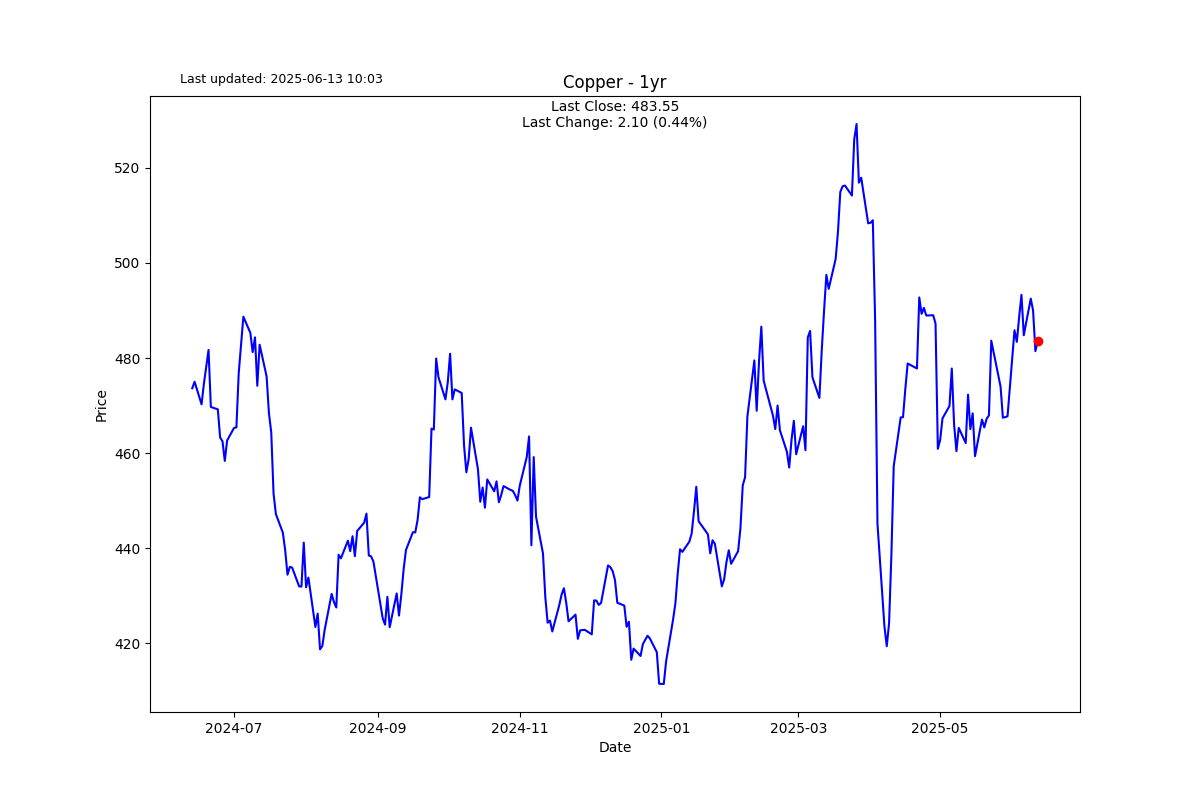 Last updated: 2025-06-13 10:03
Copper - 1yr
Last Close: 483.55
Last Change: 2.10 (0.44%)
520
500
480
460
440
420
Price
2024-07
2024-09
2024-11
2025-01
2025-03
2025-05
Date